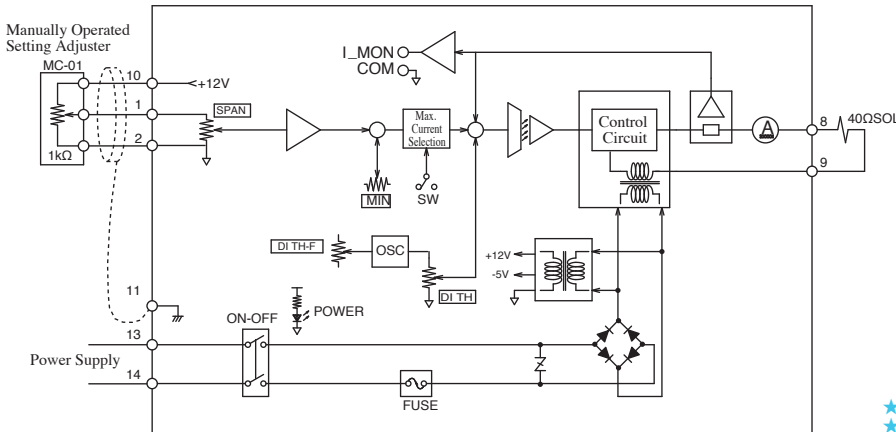 Manually Operated
Setting Adjuster
MC-01
10
+12V
1
SPAN
2
1kΩ
I_MON
COM
Max.
Current
Selection
MIN
SW
Control
Circuit
A
8
40ΩSOL
9
DI TH-F
OSC
DI TH
+12V
-5V
11
POWER
ON-OFF
13
Power Supply
14
FUSE